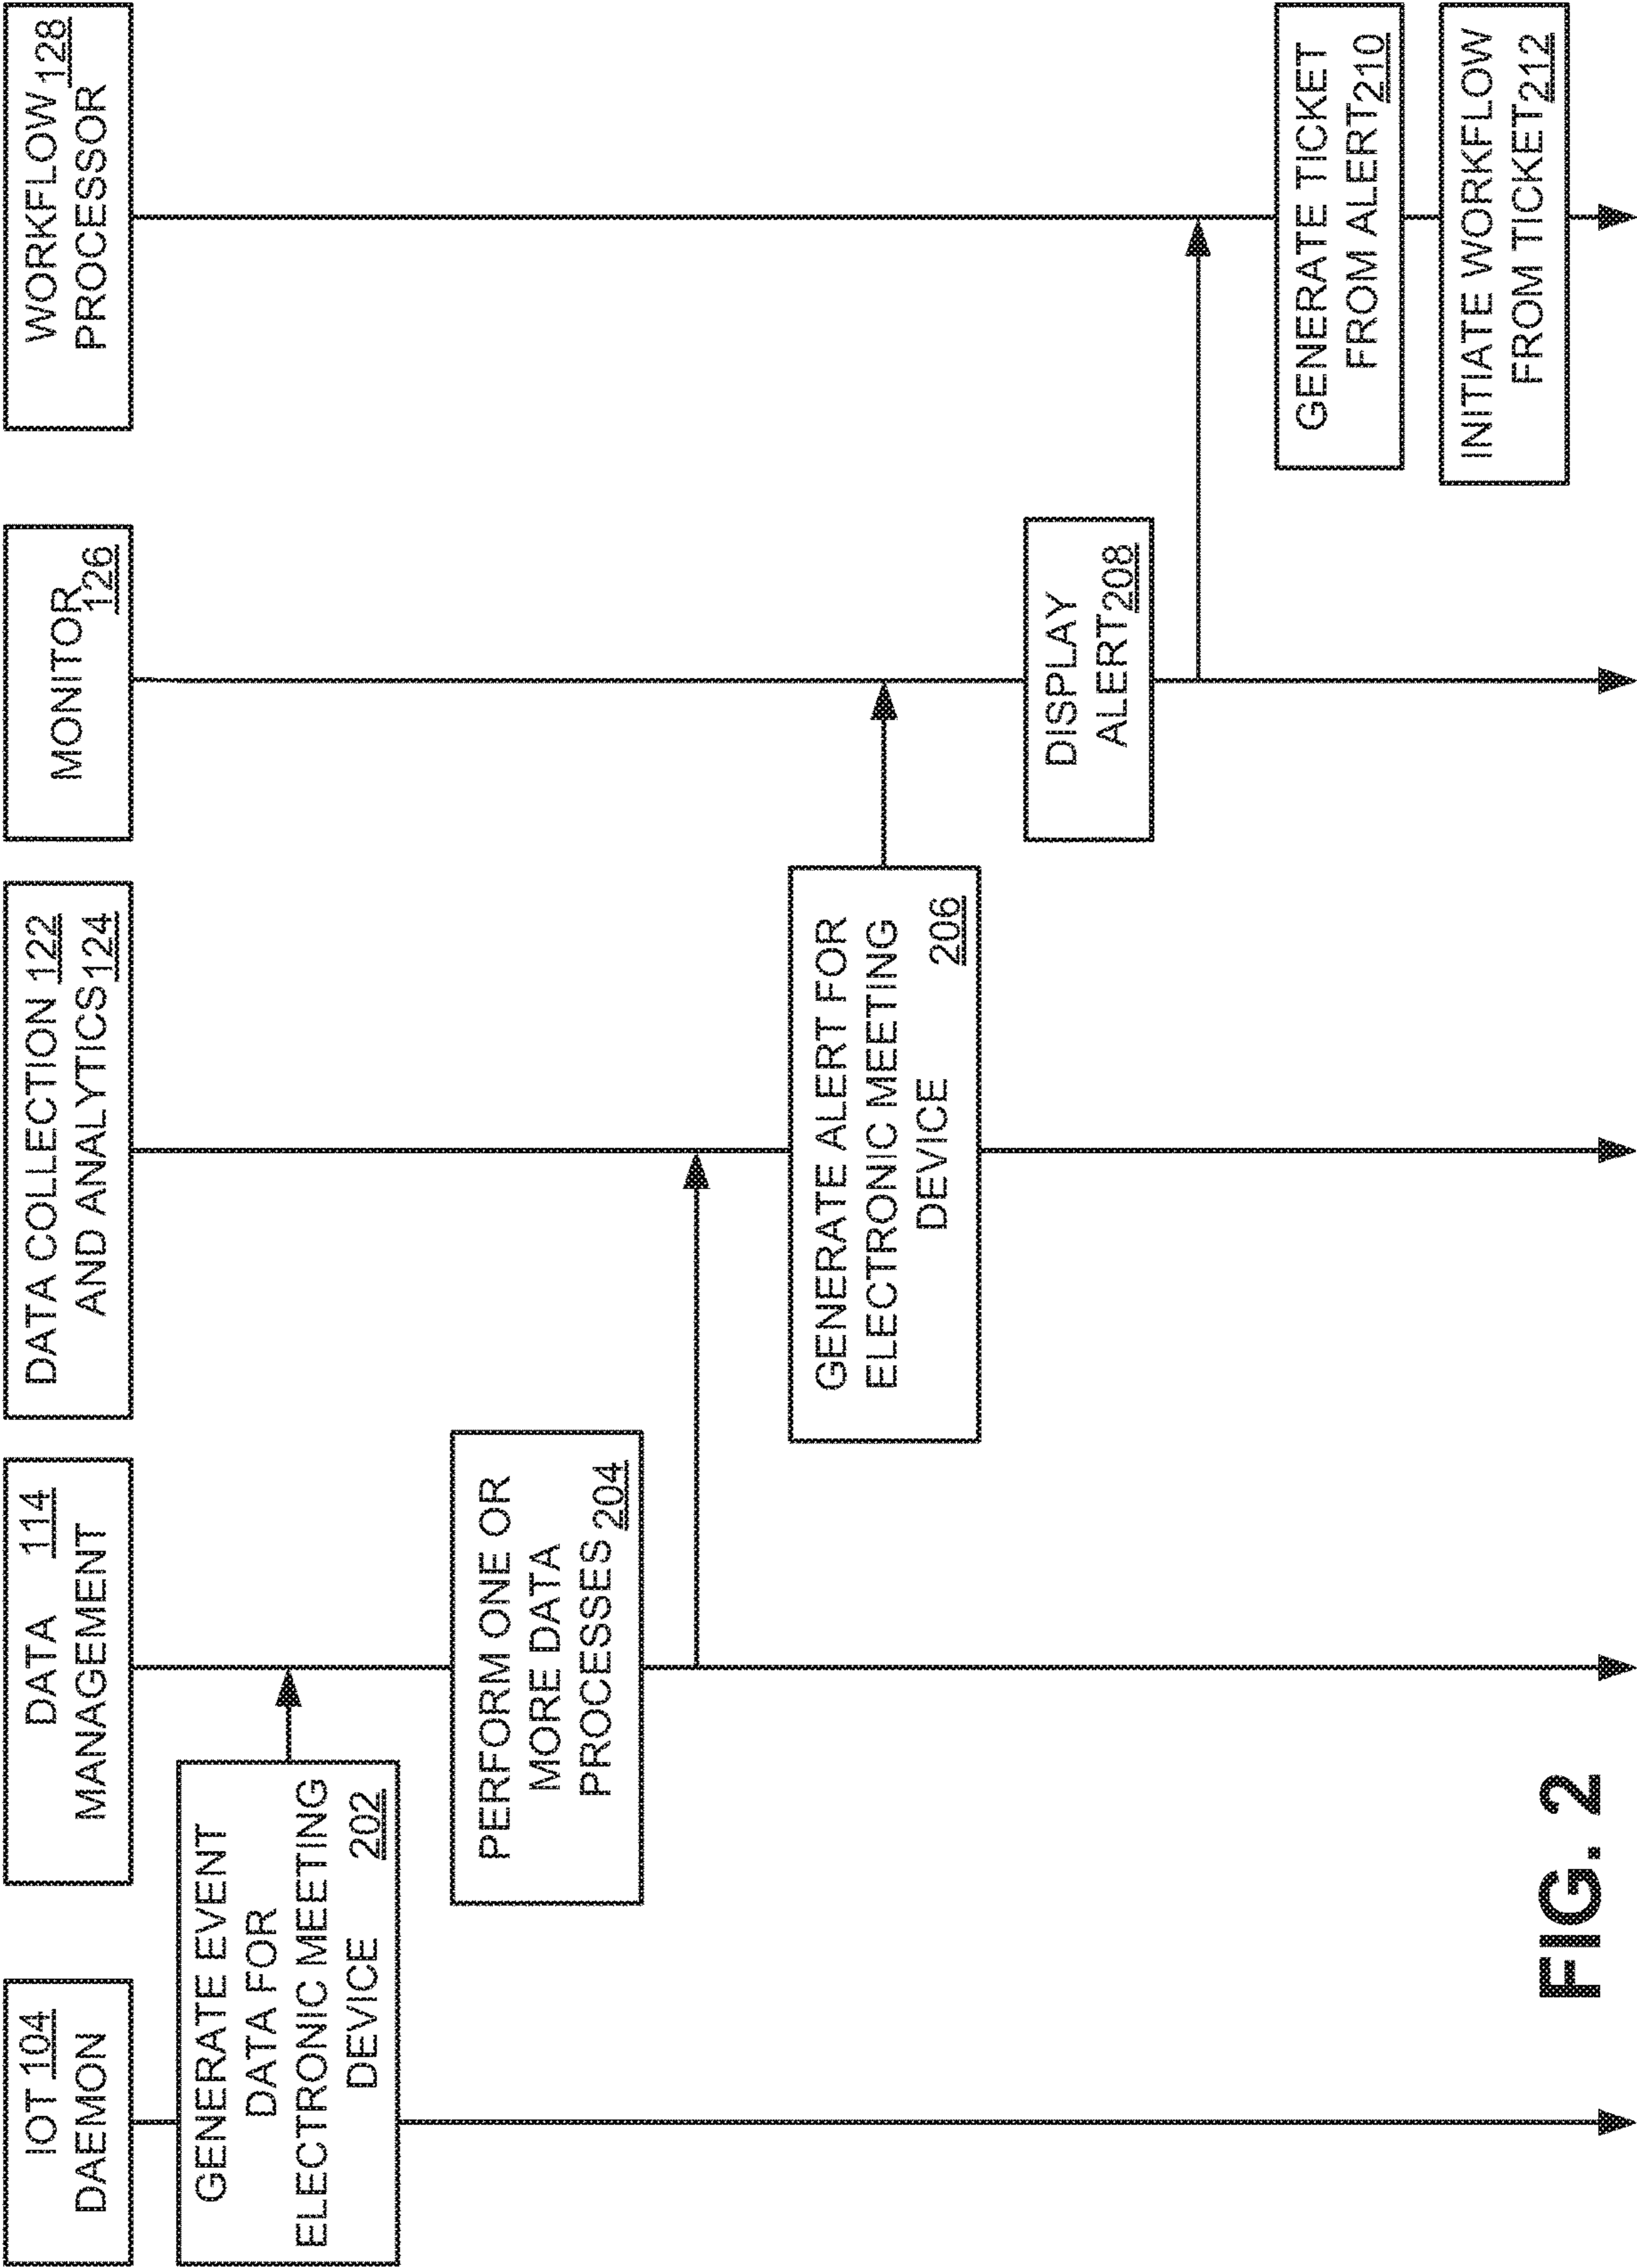 IOT 104
DAEMON
DATA 114
MANAGEMENT
DATA COLLECTION 122
AND ANALYTICS 124
MONITOR
126
WORKFLOW 128
PROCESSOR
GENERATE EVENT
DATA FOR
ELECTRONIC MEETING
DEVICE 202
PERFORM ONE OR
MORE DATA
PROCESSES 204
GENERATE ALERT FOR
ELECTRONIC MEETING
DEVICE 206
DISPLAY
ALERT 208
GENERATE TICKET
FROM ALERT 210
INITIATE WORKFLOW
FROM TICKET 212
FIG. 2